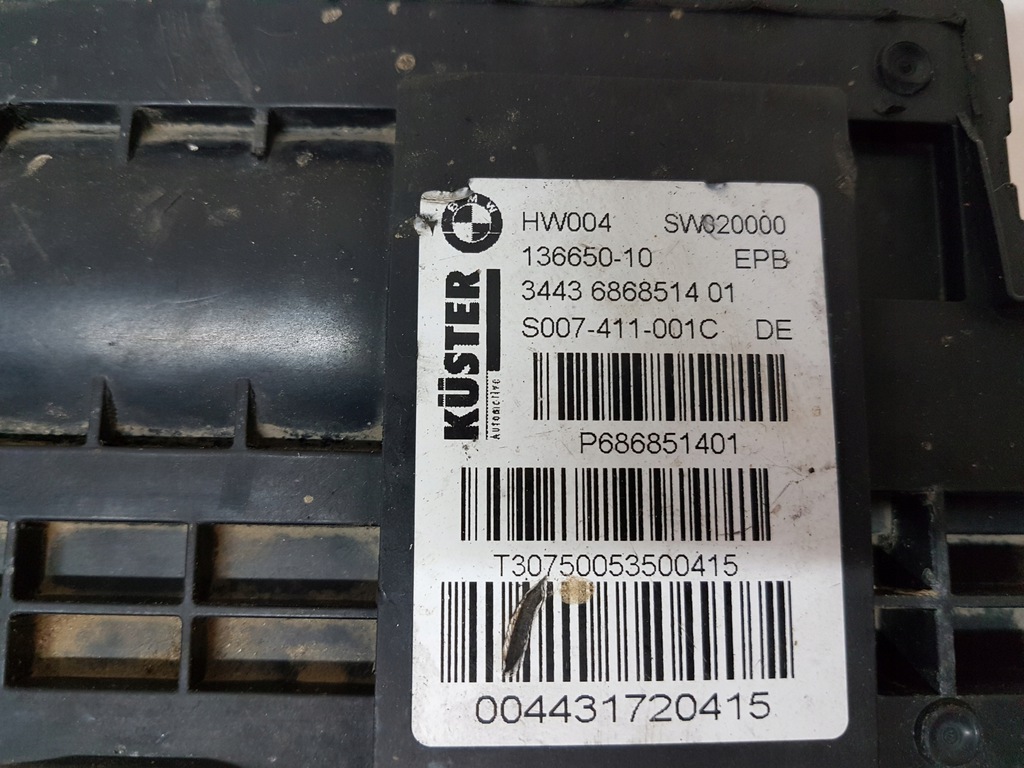 BMW
HW004 SW020000
136650-10 EPB
3443 6868514 01
S007-411-001C DE
KÜSTER
Automotive
P686851401
T30750053500415
004431720415